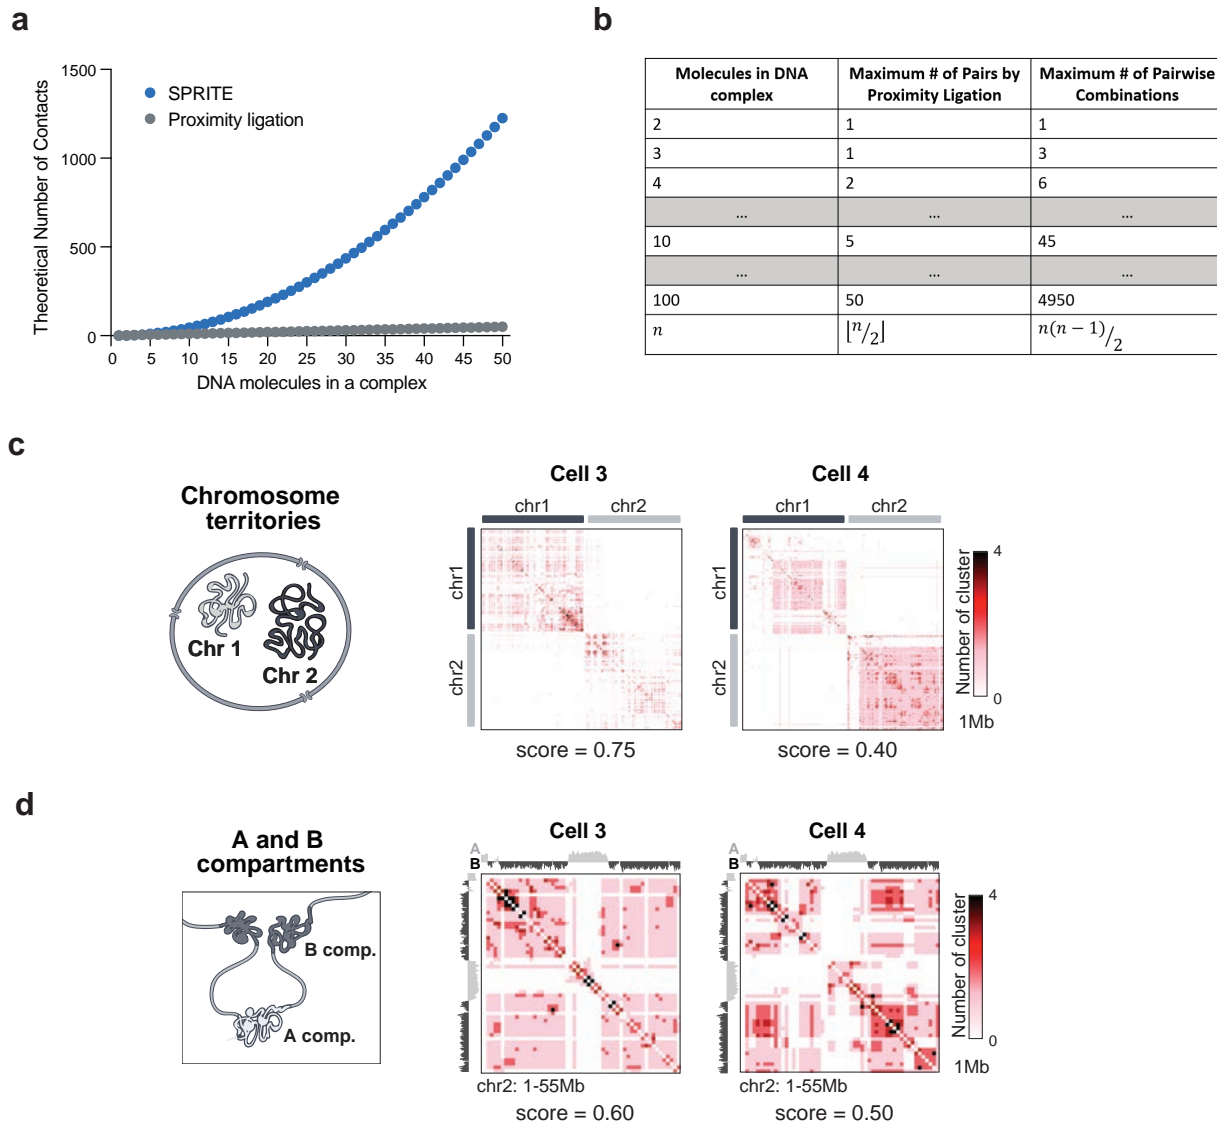 a
1500
1000
500
0
0 5 10 15 20 25 30 35 40 45 50
Theoretical Number of Contacts
SPRITE
Proximity ligation
DNA molecules in a complex
b
Molecules in DNA complex | Maximum # of Pairs by Proximity Ligation | Maximum # of Pairwise Combinations
2 1 1
3 1 3
4 2 6
... ... ...
10 5 45
... ... ...
100 50 4950
n ⌊n/2⌋ n(n − 1)/2
c
Chromosome
territories
Chr 1
Chr 2
Cell 3
chr1 chr2
chr1
chr2
score = 0.75
Cell 4
chr1 chr2
chr1
chr2
score = 0.40
4
Number of cluster
0
1Mb
d
A and B
compartments
B comp.
A comp.
Cell 3
A
B
chr2: 1-55Mb
score = 0.60
Cell 4
A
B
chr2: 1-55Mb
score = 0.50
4
Number of cluster
0
1Mb